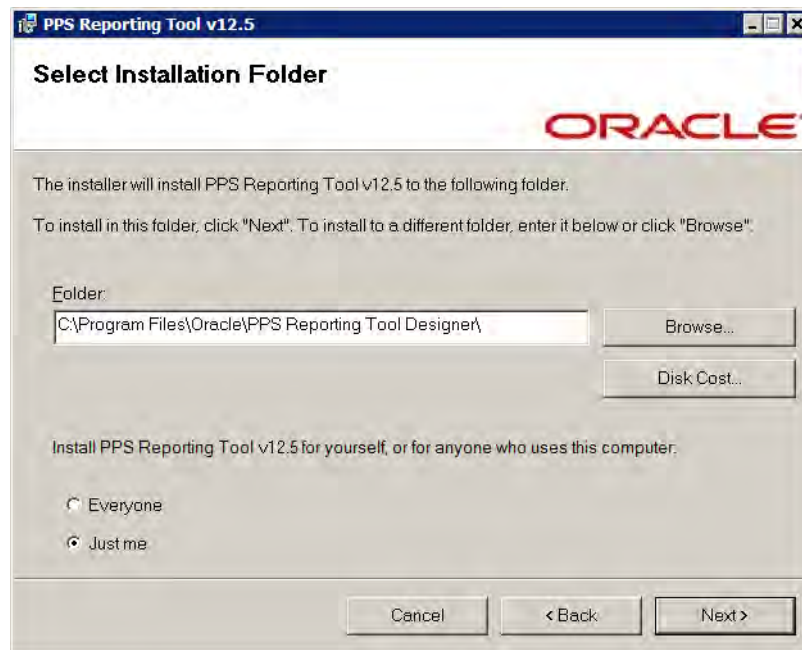 PPS Reporting Tool v12.5
Select Installation Folder
ORACLE
The installer will install PPS Reporting Tool v12.5 to the following folder.
To install in this folder, click "Next". To install to a different folder, enter it below or click "Browse".
Folder:
C:\Program Files\Oracle\PPS Reporting Tool Designer\
Browse...
Disk Cost...
Install PPS Reporting Tool v12.5 for yourself, or for anyone who uses this computer:
Everyone
Just me
Cancel
< Back
Next >